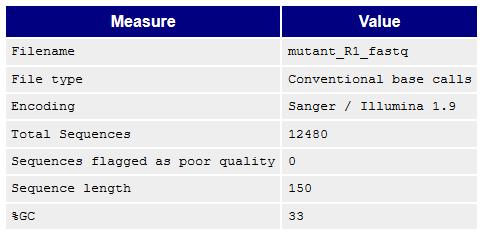 Measure Value
Filename mutant_R1_fastq
File type Conventional base calls
Encoding Sanger / Illumina 1.9
Total Sequences 12480
Sequences flagged as poor quality 0
Sequence length 150
%GC 33